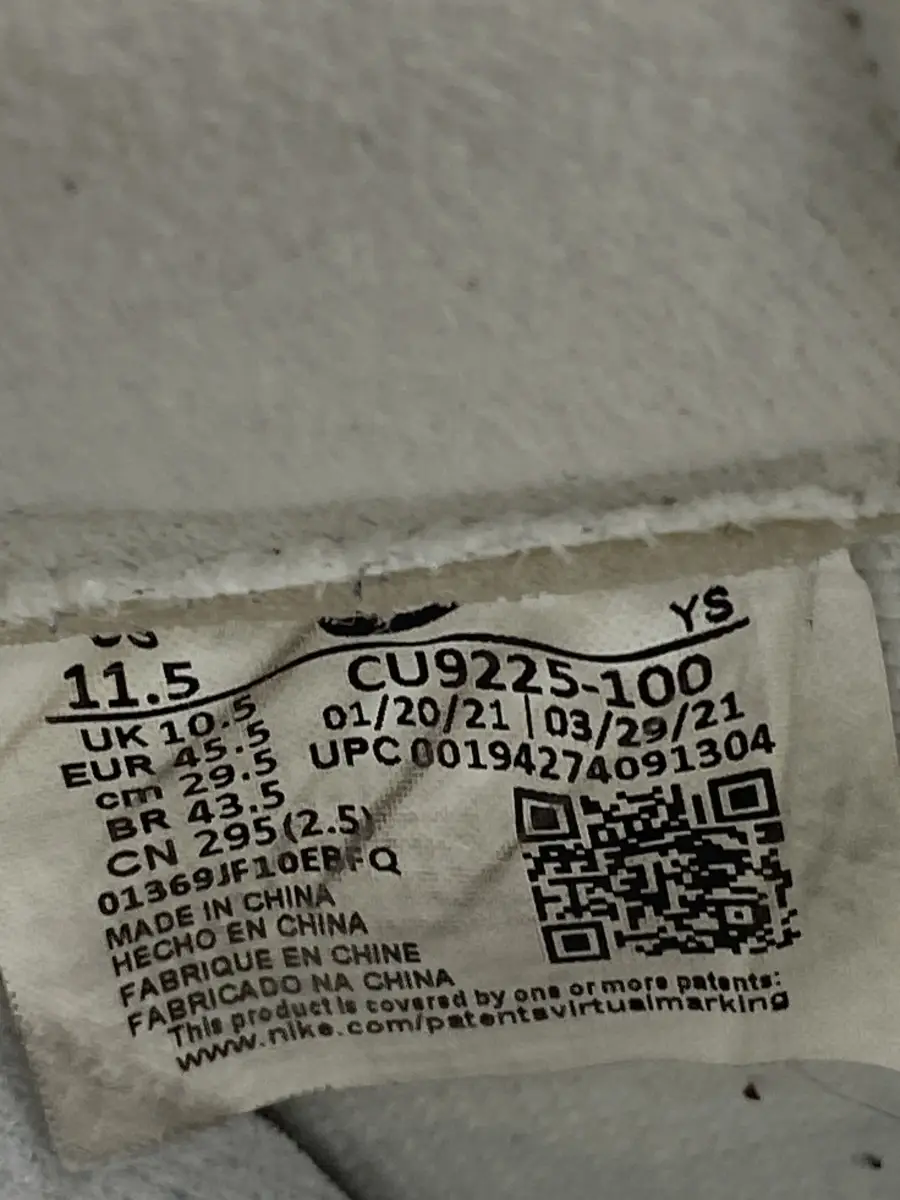 US
11.5
UK 10.5
EUR 45.5
cm 29.5
BR 43.5
CN 295(2.5)
YS
CU9225-100
01/20/21 | 03/29/21
UPC 00194274091304
01369JF10EBFQ
MADE IN CHINA
HECHO EN CHINA
FABRIQUE EN CHINE
FABRICADO NA CHINA
This product is covered by one or more patents:
www.nike.com/patentsvirtualmarking